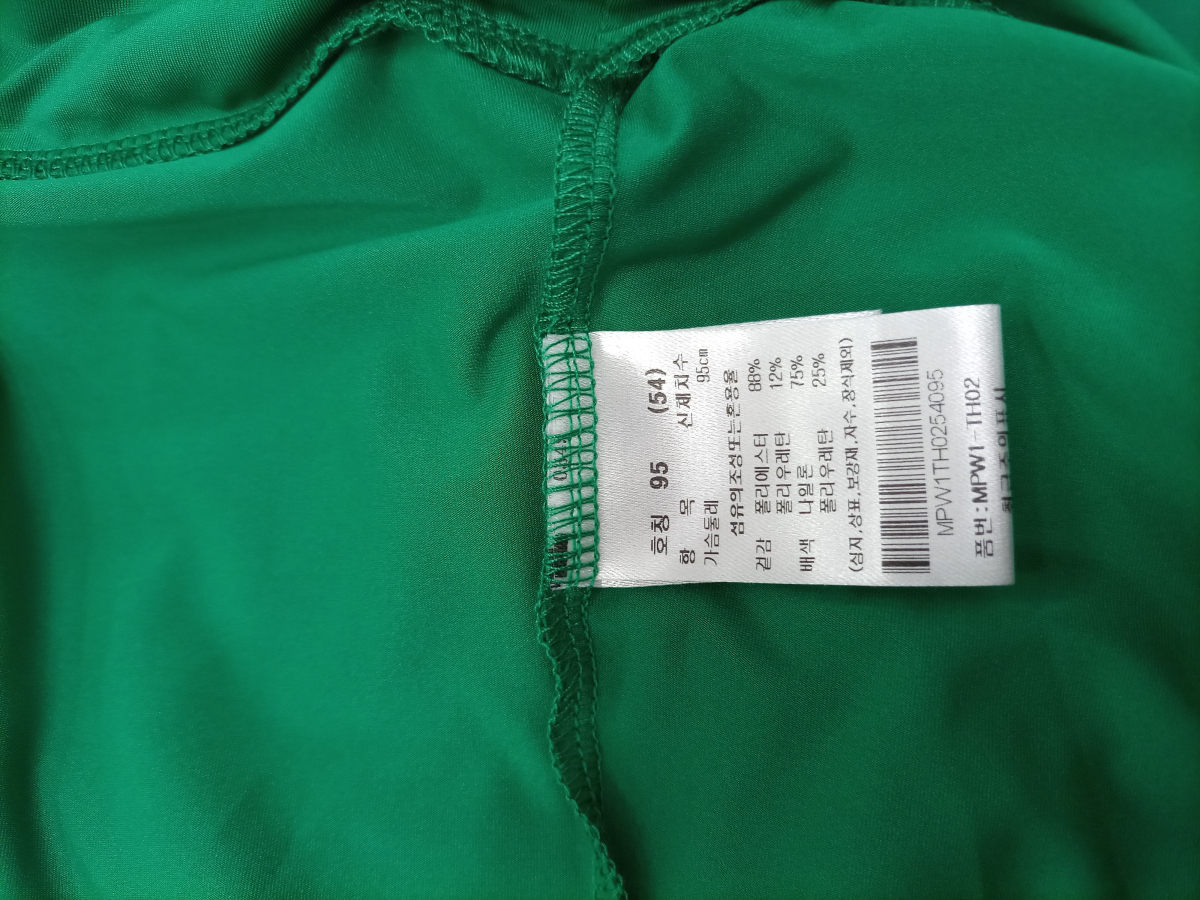 호칭 95 (54)
항 목 신체치수
가슴둘레 95cm
섬유의조성또는혼용율
겉감 폴리에스터 88%
폴리우레탄 12%
배색 나일론 75%
폴리우레탄 25%
(심지,상표,보강재,자수,장식제외)
MPW1TH0254095
품번:MPW1-TH02